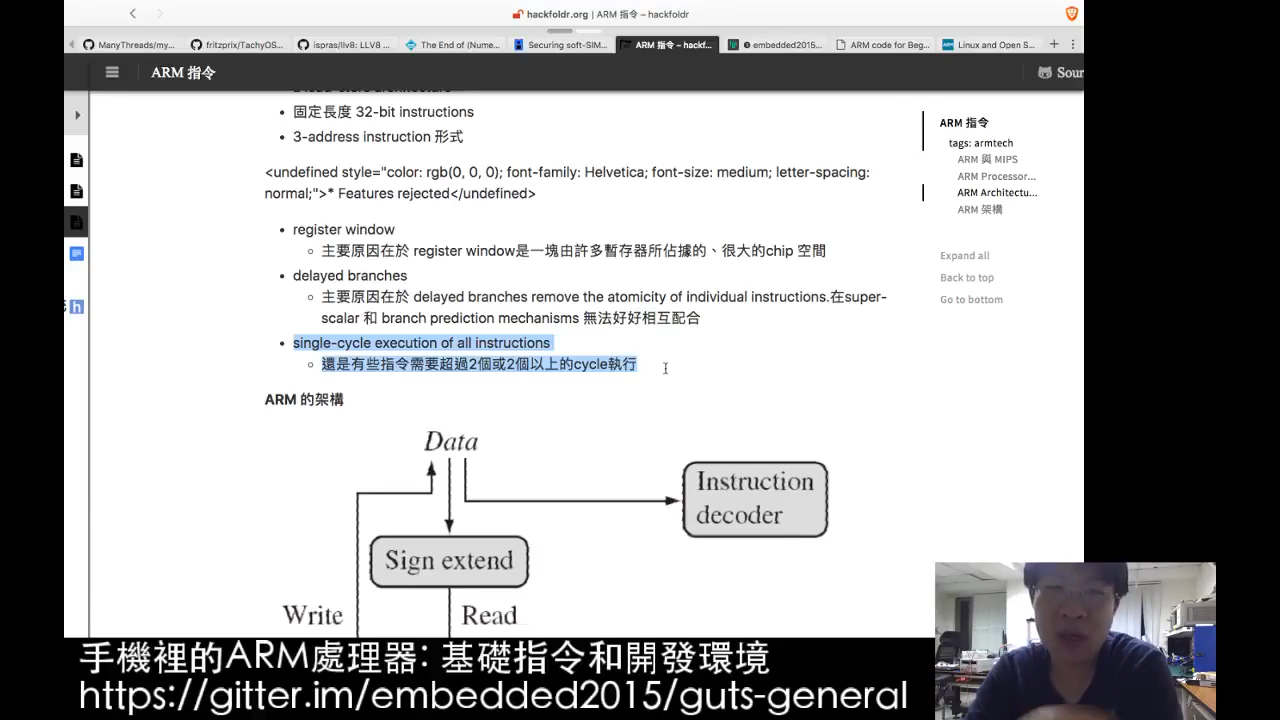 hackfoldr.org | ARM 指令 – hackfoldr
ManyThreads/my...
fritzprix/TachyOS...
ispras/llv8: LLV8 ...
The End of (Nume...
Securing soft-SIM...
ARM 指令 – hackf...
embedded2015...
ARM code for Beg...
Linux and Open S...
ARM 指令
Sour
固定長度 32-bit instructions
3-address instruction 形式
<undefined style="color: rgb(0, 0, 0); font-family: Helvetica; font-size: medium; letter-spacing:
normal;">* Features rejected</undefined>
register window
主要原因在於 register window是一塊由許多暫存器所佔據的、很大的chip 空間
delayed branches
主要原因在於 delayed branches remove the atomicity of individual instructions.在super-
scalar 和 branch prediction mechanisms 無法好好相互配合
single-cycle execution of all instructions
還是有些指令需要超過2個或2個以上的cycle執行
ARM 的架構
Data
Instruction
decoder
Sign extend
Write
Read
ARM 指令
tags: armtech
ARM 與 MIPS
ARM Processor...
ARM Architectu...
ARM 架構
Expand all
Back to top
Go to bottom
手機裡的ARM處理器: 基礎指令和開發環境
https://gitter.im/embedded2015/guts-general